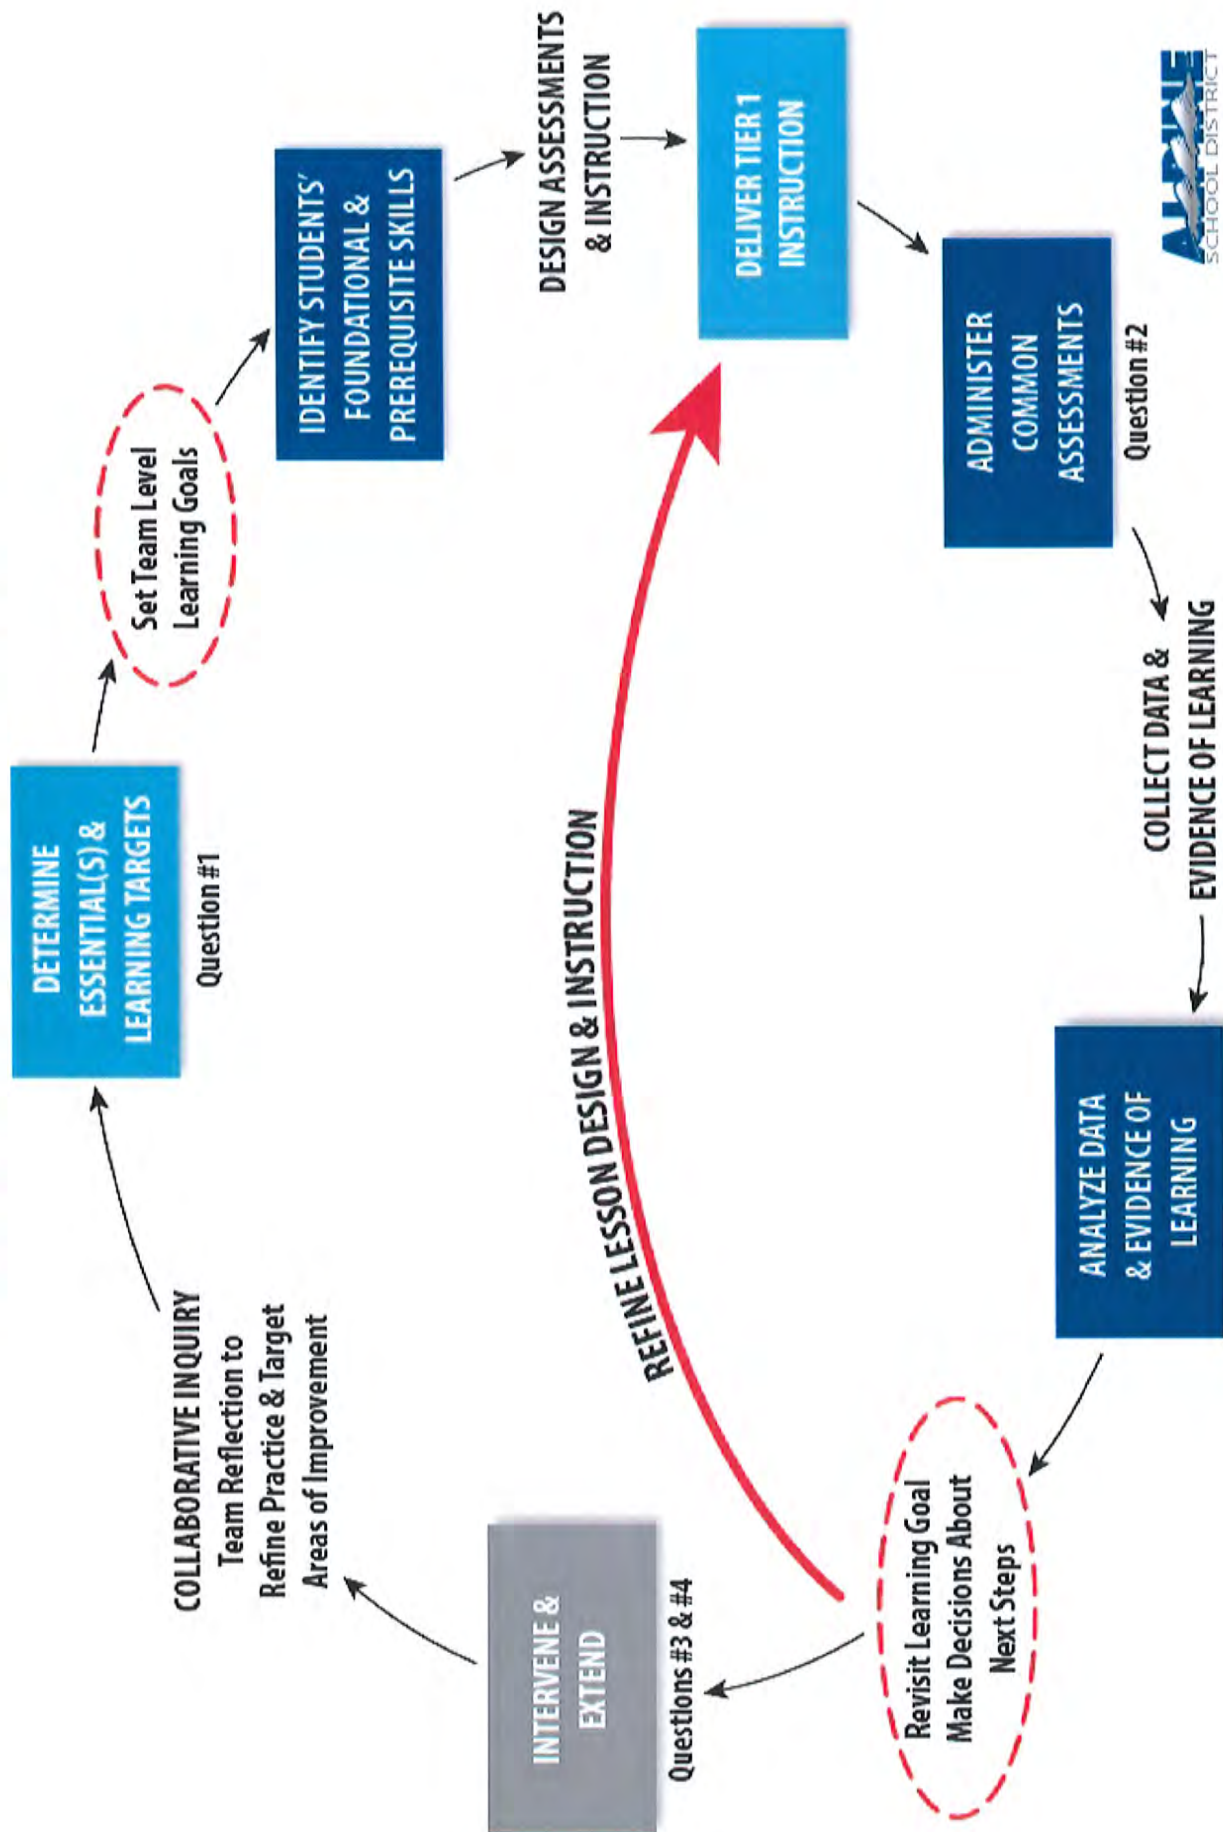 DETERMINE
ESSENTIAL(S) &
LEARNING TARGETS
Question #1
Set Team Level
Learning Goals
IDENTIFY STUDENTS'
FOUNDATIONAL &
PREREQUISITE SKILLS
DESIGN ASSESSMENTS
& INSTRUCTION
DELIVER TIER 1
INSTRUCTION
ADMINISTER
COMMON
ASSESSMENTS
Question #2
COLLECT DATA &
EVIDENCE OF LEARNING
ANALYZE DATA
& EVIDENCE OF
LEARNING
Revisit Learning Goal
Make Decisions About
Next Steps
REFINE LESSON DESIGN & INSTRUCTION
INTERVENE &
EXTEND
Questions #3 & #4
COLLABORATIVE INQUIRY
Team Reflection to
Refine Practice & Target
Areas of Improvement
ALPINE
SCHOOL DISTRICT